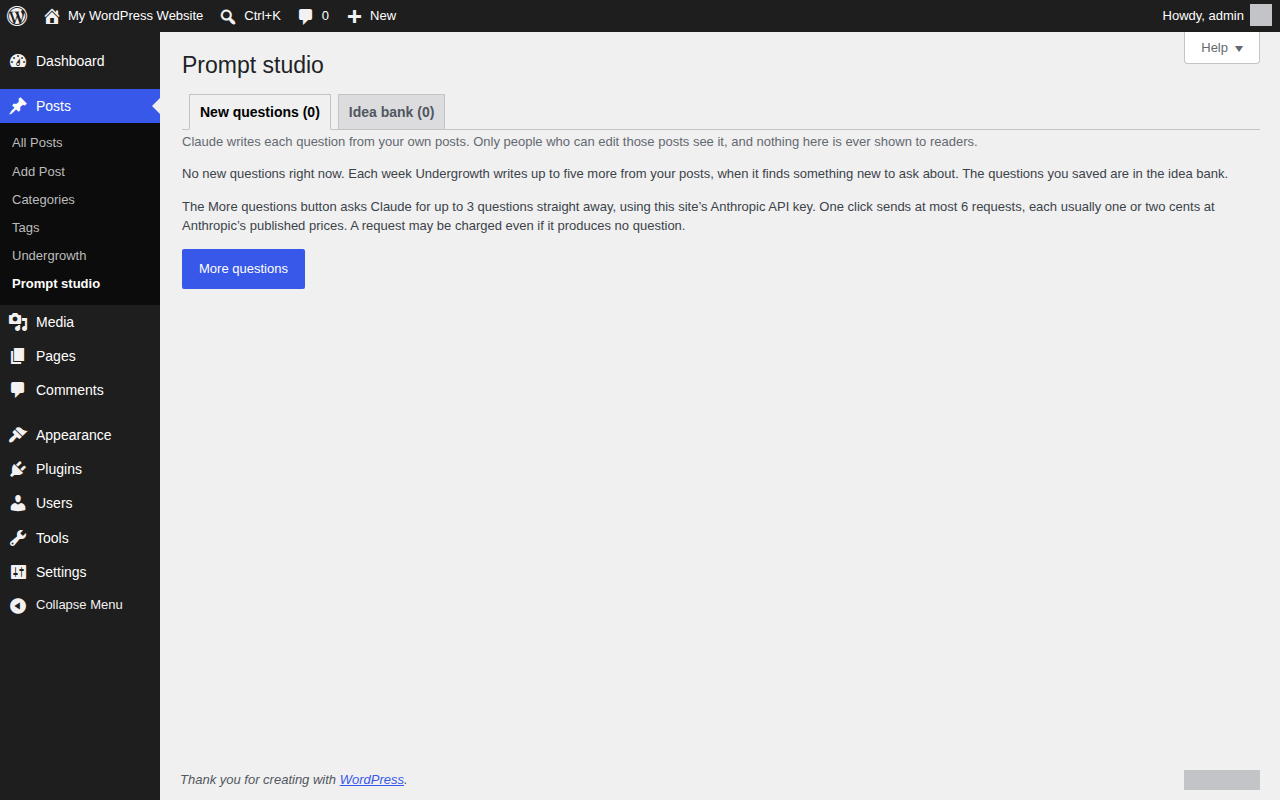 My WordPress Website
Ctrl+K
0
New
Howdy, admin
Help
Dashboard
Posts
All Posts
Add Post
Categories
Tags
Undergrowth
Prompt studio
Media
Pages
Comments
Appearance
Plugins
Users
Tools
Settings
Collapse Menu
Prompt studio
New questions (0)
Idea bank (0)
Claude writes each question from your own posts. Only people who can edit those posts see it, and nothing here is ever shown to readers.
No new questions right now. Each week Undergrowth writes up to five more from your posts, when it finds something new to ask about. The questions you saved are in the idea bank.
The More questions button asks Claude for up to 3 questions straight away, using this site’s Anthropic API key. One click sends at most 6 requests, each usually one or two cents at
Anthropic’s published prices. A request may be charged even if it produces no question.
More questions
Thank you for creating with WordPress.